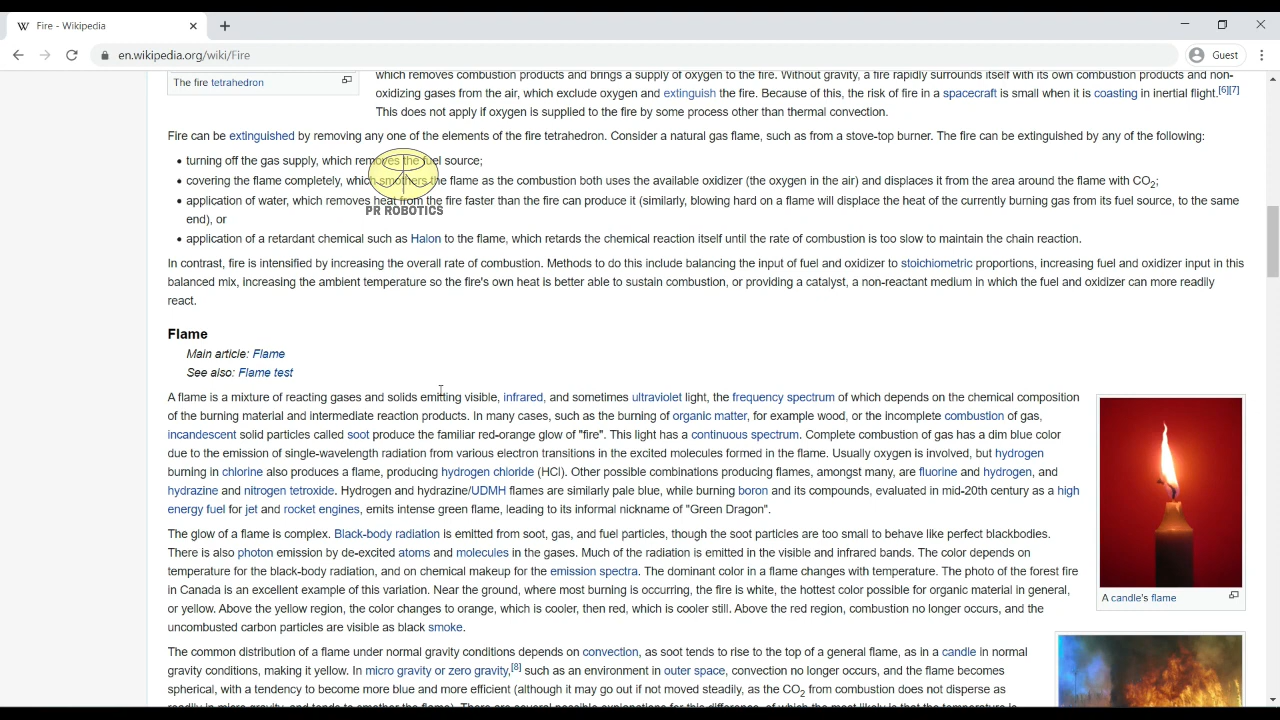 Fire - Wikipedia
en.wikipedia.org/wiki/Fire
Guest
The fire tetrahedron
which removes combustion products and brings a supply of oxygen to the fire. Without gravity, a fire rapidly surrounds itself with its own combustion products and non-
oxidizing gases from the air, which exclude oxygen and extinguish the fire. Because of this, the risk of fire in a spacecraft is small when it is coasting in inertial flight.[6][7]
This does not apply if oxygen is supplied to the fire by some process other than thermal convection.
Fire can be extinguished by removing any one of the elements of the fire tetrahedron. Consider a natural gas flame, such as from a stove-top burner. The fire can be extinguished by any of the following:
• turning off the gas supply, which removes the fuel source;
• covering the flame completely, which smothers the flame as the combustion both uses the available oxidizer (the oxygen in the air) and displaces it from the area around the flame with CO2;
• application of water, which removes heat from the fire faster than the fire can produce it (similarly, blowing hard on a flame will displace the heat of the currently burning gas from its fuel source, to the same
end), or
• application of a retardant chemical such as Halon to the flame, which retards the chemical reaction itself until the rate of combustion is too slow to maintain the chain reaction.
PR ROBOTICS
In contrast, fire is intensified by increasing the overall rate of combustion. Methods to do this include balancing the input of fuel and oxidizer to stoichiometric proportions, increasing fuel and oxidizer input in this
balanced mix, increasing the ambient temperature so the fire's own heat is better able to sustain combustion, or providing a catalyst, a non-reactant medium in which the fuel and oxidizer can more readily
react.
Flame
Main article: Flame
See also: Flame test
A flame is a mixture of reacting gases and solids emitting visible, infrared, and sometimes ultraviolet light, the frequency spectrum of which depends on the chemical composition
of the burning material and intermediate reaction products. In many cases, such as the burning of organic matter, for example wood, or the incomplete combustion of gas,
incandescent solid particles called soot produce the familiar red-orange glow of "fire". This light has a continuous spectrum. Complete combustion of gas has a dim blue color
due to the emission of single-wavelength radiation from various electron transitions in the excited molecules formed in the flame. Usually oxygen is involved, but hydrogen
burning in chlorine also produces a flame, producing hydrogen chloride (HCl). Other possible combinations producing flames, amongst many, are fluorine and hydrogen, and
hydrazine and nitrogen tetroxide. Hydrogen and hydrazine/UDMH flames are similarly pale blue, while burning boron and its compounds, evaluated in mid-20th century as a high
energy fuel for jet and rocket engines, emits intense green flame, leading to its informal nickname of "Green Dragon".
The glow of a flame is complex. Black-body radiation is emitted from soot, gas, and fuel particles, though the soot particles are too small to behave like perfect blackbodies.
There is also photon emission by de-excited atoms and molecules in the gases. Much of the radiation is emitted in the visible and infrared bands. The color depends on
temperature for the black-body radiation, and on chemical makeup for the emission spectra. The dominant color in a flame changes with temperature. The photo of the forest fire
in Canada is an excellent example of this variation. Near the ground, where most burning is occurring, the fire is white, the hottest color possible for organic material in general,
or yellow. Above the yellow region, the color changes to orange, which is cooler, then red, which is cooler still. Above the red region, combustion no longer occurs, and the
uncombusted carbon particles are visible as black smoke.
A candle's flame
The common distribution of a flame under normal gravity conditions depends on convection, as soot tends to rise to the top of a general flame, as in a candle in normal
gravity conditions, making it yellow. In micro gravity or zero gravity,[8] such as an environment in outer space, convection no longer occurs, and the flame becomes
spherical, with a tendency to become more blue and more efficient (although it may go out if not moved steadily, as the CO2 from combustion does not disperse as
readily in micro gravity, and tends to smother the flame). There are several possible explanations for this difference, of which the most likely is that the temperature is